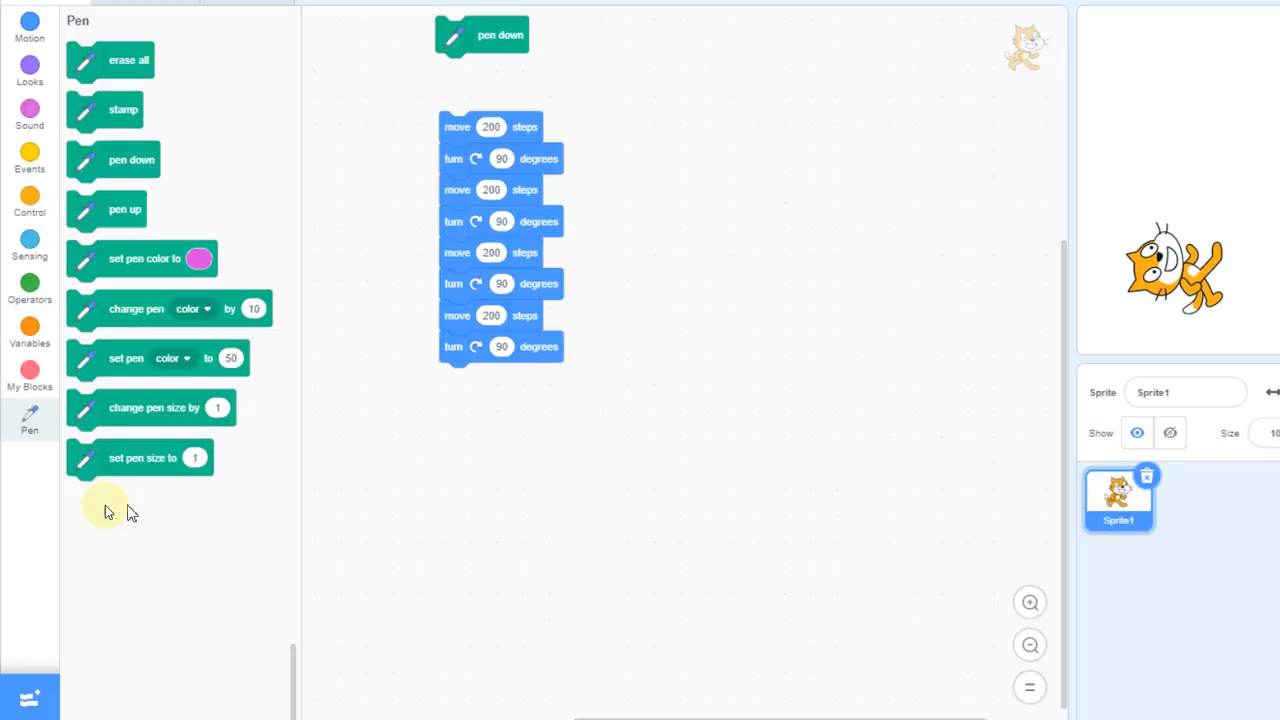 Motion
Looks
Sound
Events
Control
Sensing
Operators
Variables
My Blocks
Pen
Pen
erase all
stamp
pen down
pen up
set pen color to
change pen color by 10
set pen color to 50
change pen size by 1
set pen size to 1
pen down
move 200 steps
turn 90 degrees
move 200 steps
turn 90 degrees
move 200 steps
turn 90 degrees
move 200 steps
turn 90 degrees
Sprite Sprite1
Show Size 10
Sprite1